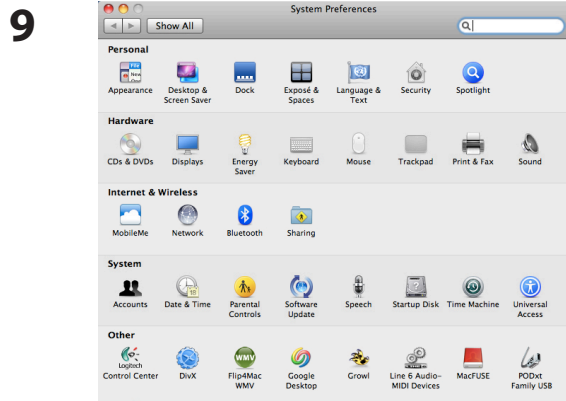 9
System Preferences
Show All
Personal
Appearance Desktop & Screen Saver Dock Exposé & Spaces Language & Text Security Spotlight
Hardware
CDs & DVDs Displays Energy Saver Keyboard Mouse Trackpad Print & Fax Sound
Internet & Wireless
MobileMe Network Bluetooth Sharing
System
Accounts Date & Time Parental Controls Software Update Speech Startup Disk Time Machine Universal Access
Other
Logitech Control Center DivX Flip4Mac WMV Google Desktop Growl Line 6 Audio-MIDI Devices MacFUSE PODxt Family USB